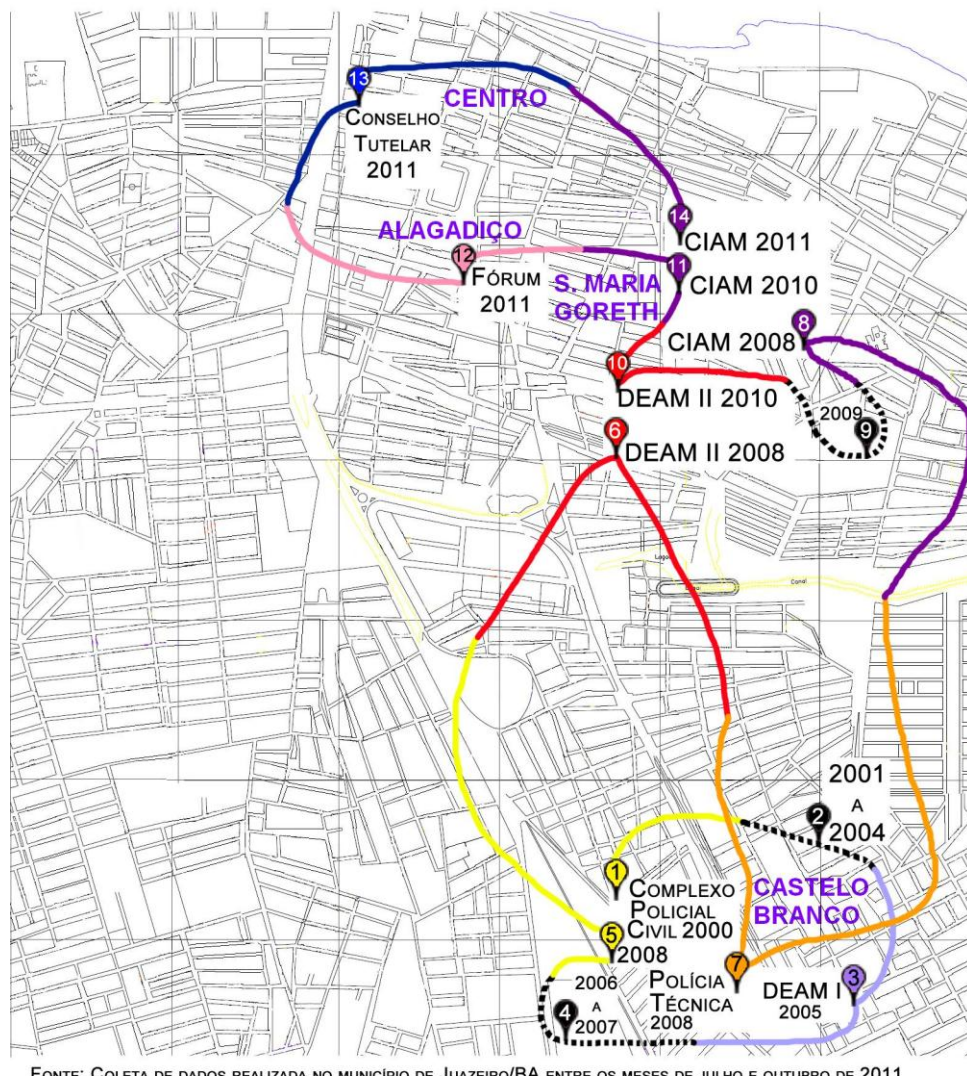 13
CENTRO
CONSELHO
TUTELAR
2011
14
CIAM 2011
ALAGADIÇO
12
FÓRUM
2011
11
CIAM 2010
S. MARIA
GORETH
8
CIAM 2008
10
DEAM II 2010
2009
9
6
DEAM II 2008
Canal
2001
A
2004
2
1
COMPLEXO
POLICIAL
CIVIL 2000
CASTELO
BRANCO
5
2008
7
POLÍCIA
TÉCNICA
2008
3
DEAM I
2005
2006
A
2007
4
FONTE: COLETA DE DADOS REALIZADA NO MUNICÍPIO DE JUAZEIRO/BA ENTRE OS MESES DE JULHO E OUTUBRO DE 2011